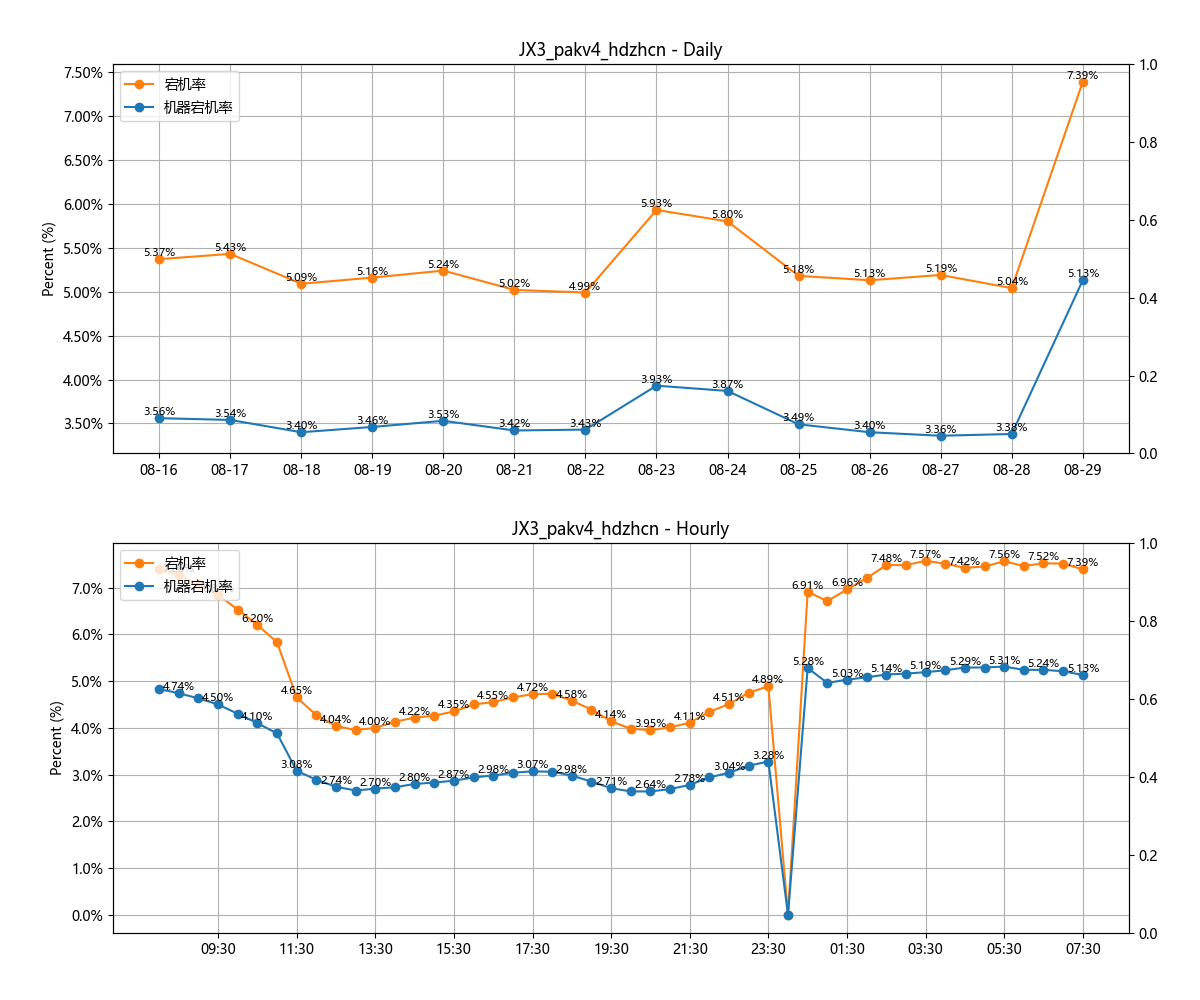 JX3_pakv4_hdzhcn - Daily
宕机率
机器宕机率
Percent (%)
7.50%
7.00%
6.50%
6.00%
5.50%
5.00%
4.50%
4.00%
3.50%
1.0
0.8
0.6
0.4
0.2
0.0
5.37% 5.43% 5.09% 5.16% 5.24% 5.02% 4.99% 5.93% 5.80% 5.18% 5.13% 5.19% 5.04% 7.39%
3.56% 3.54% 3.40% 3.46% 3.53% 3.42% 3.43% 3.93% 3.87% 3.49% 3.40% 3.36% 3.38% 5.13%
08-16 08-17 08-18 08-19 08-20 08-21 08-22 08-23 08-24 08-25 08-26 08-27 08-28 08-29
JX3_pakv4_hdzhcn - Hourly
宕机率
机器宕机率
Percent (%)
7.0%
6.0%
5.0%
4.0%
3.0%
2.0%
1.0%
0.0%
1.0
0.8
0.6
0.4
0.2
0.0
6.20% 4.65% 4.04% 4.00% 4.22% 4.35% 4.55% 4.72% 4.58% 4.14% 3.95% 4.11% 4.51% 4.89% 6.91% 6.96% 7.48% 7.57% 7.42% 7.56% 7.52% 7.39%
4.74% 4.50% 4.10% 3.08% 2.74% 2.70% 2.80% 2.87% 2.98% 3.07% 2.98% 2.71% 2.64% 2.78% 3.04% 3.28% 5.28% 5.03% 5.14% 5.19% 5.29% 5.31% 5.24% 5.13%
09:30 11:30 13:30 15:30 17:30 19:30 21:30 23:30 01:30 03:30 05:30 07:30